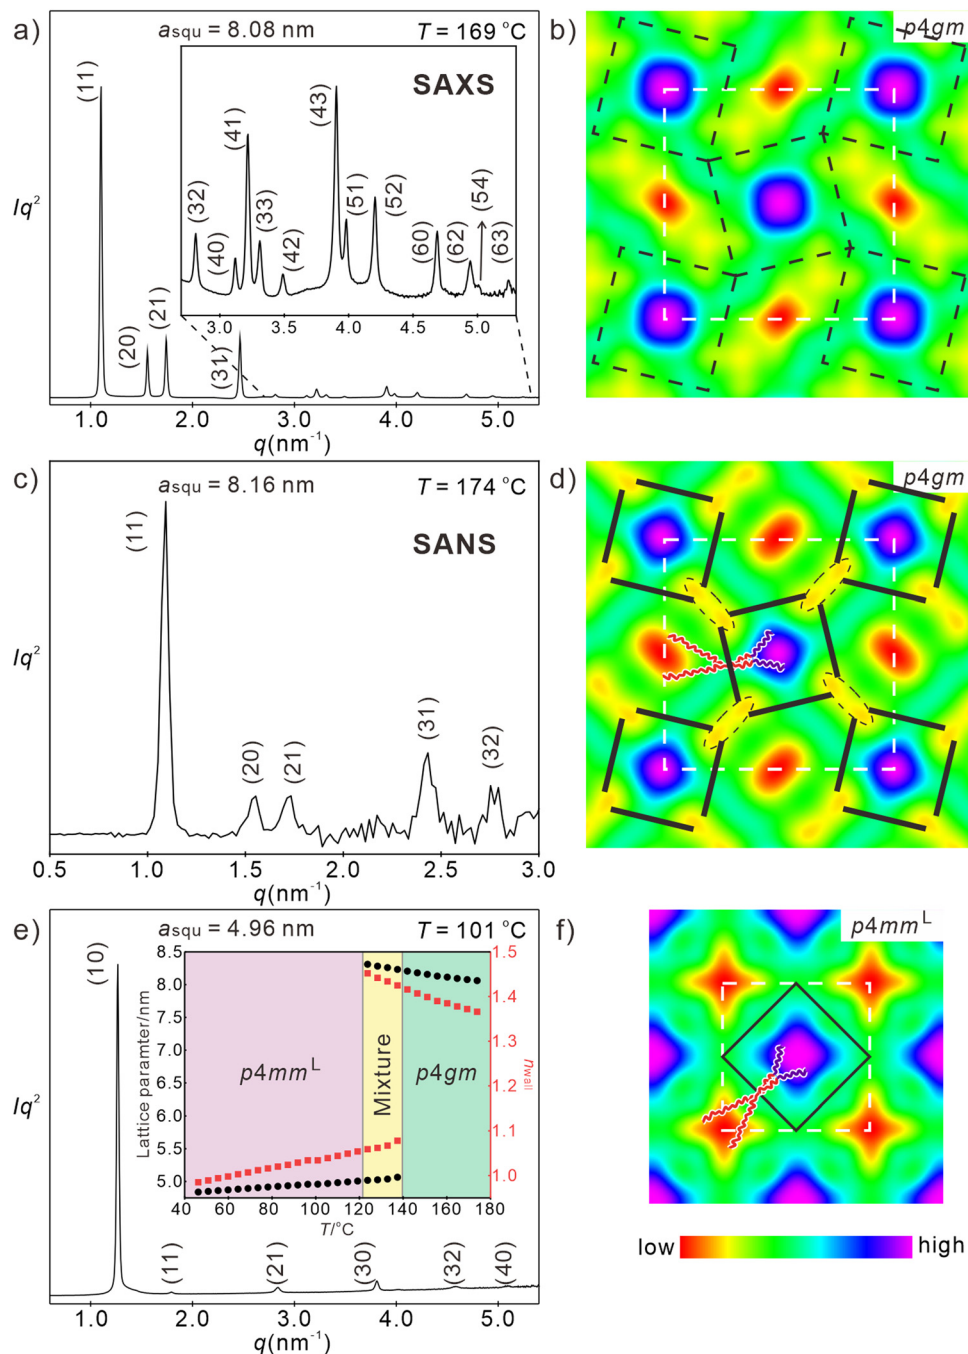 a)
a_squ = 8.08 nm
T = 169 °C
SAXS
Iq²
(11)
(20)
(21)
(31)
(32)
(40)
(41)
(33)
(42)
(43)
(51)
(52)
(60)
(62)
(54)
(63)
3.0 3.5 4.0 4.5 5.0
1.0 2.0 3.0 4.0 5.0
q(nm⁻¹)
b)
p4gm
c)
a_squ = 8.16 nm
T = 174 °C
SANS
Iq²
(11)
(20)
(21)
(31)
(32)
0.5 1.0 1.5 2.0 2.5 3.0
q(nm⁻¹)
d)
p4gm
e)
a_squ = 4.96 nm
T = 101 °C
Iq²
(10)
(11)
(21)
(30)
(32)
(40)
Lattice paramter/nm
8.5
8.0
7.5
7.0
6.5
6.0
5.5
5.0
p4mm^L
Mixture
p4gm
1.5
1.4
1.3
1.2
1.1
1.0
n_wall
40 60 80 100 120 140 160 180
T/°C
1.0 2.0 3.0 4.0 5.0
q(nm⁻¹)
f)
p4mm^L
low
high